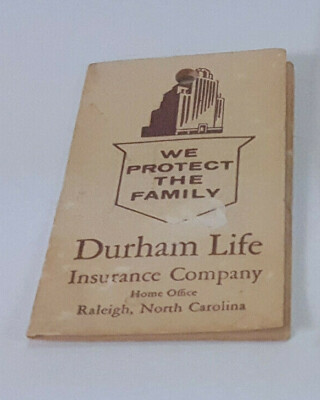 WE
PROTECT
THE
FAMILY
Durham Life
Insurance Company
Home Office
Raleigh, North Carolina